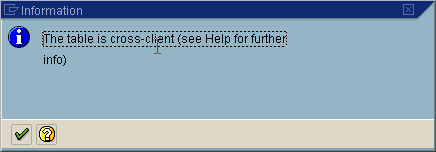 Information
The table is cross-client (see Help for further
info)